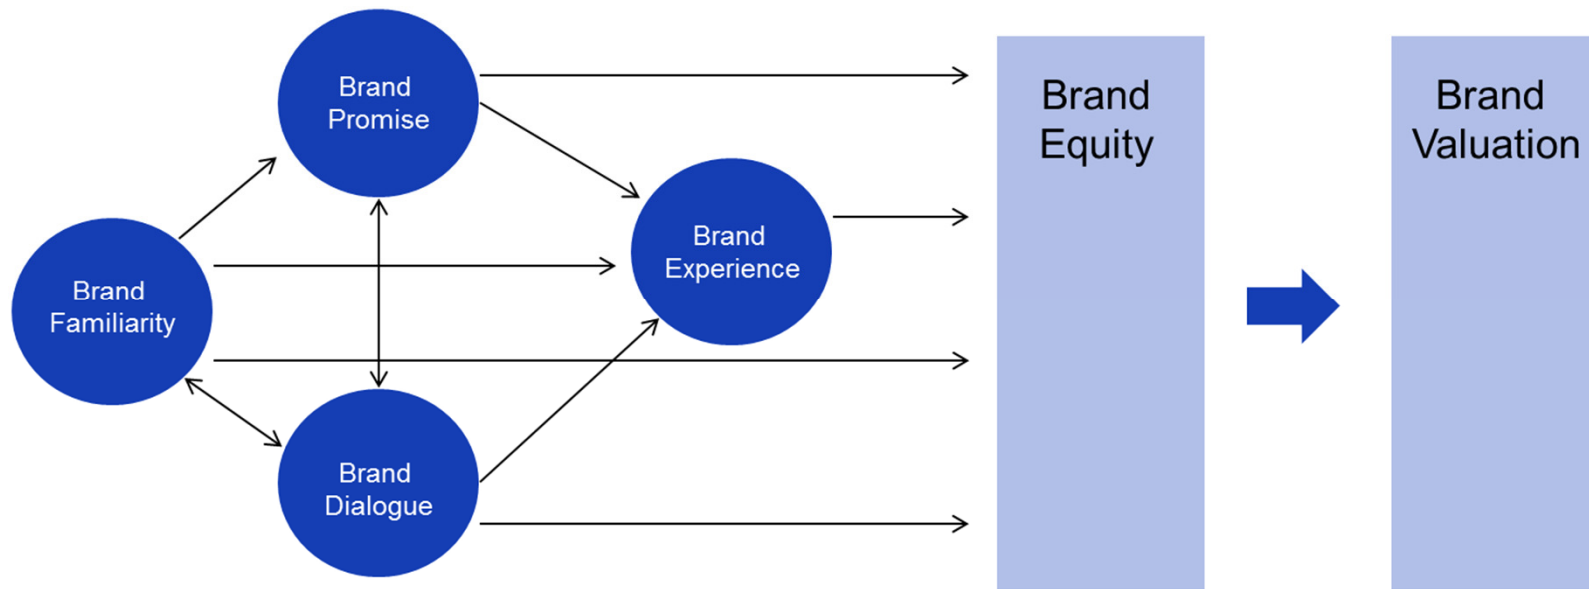 Brand
Promise
Brand
Familiarity
Brand
Dialogue
Brand
Experience
Brand
Equity
Brand
Valuation